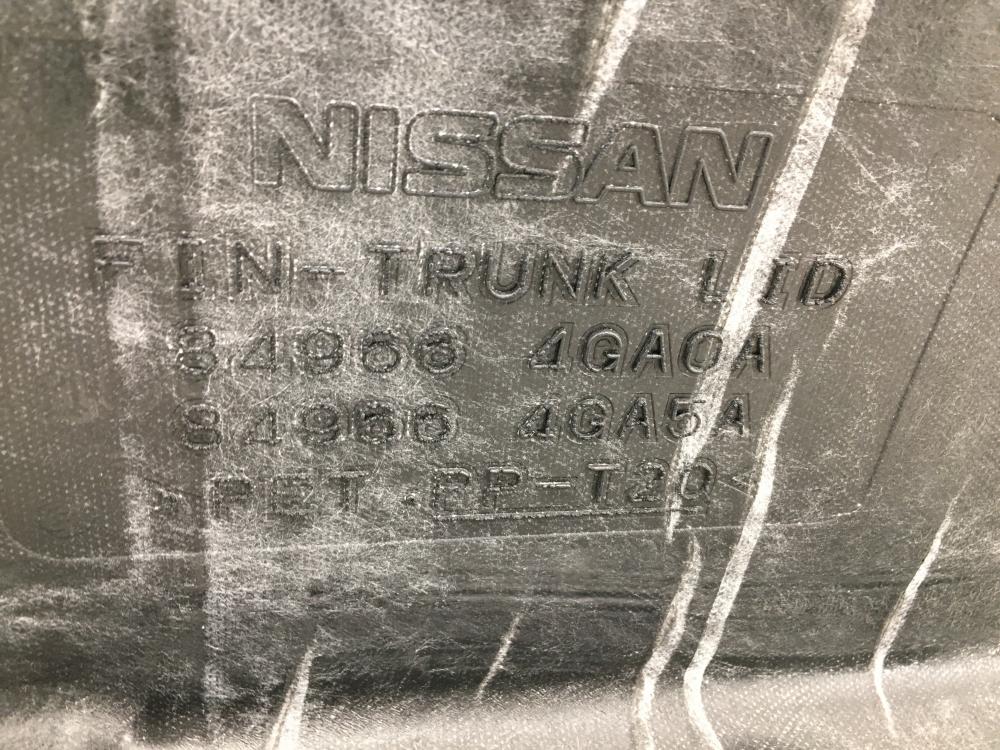 NISSAN
FIN-TRUNK LID
84966 4GA0A
84966 4GA5A
>PET.PP-T20<